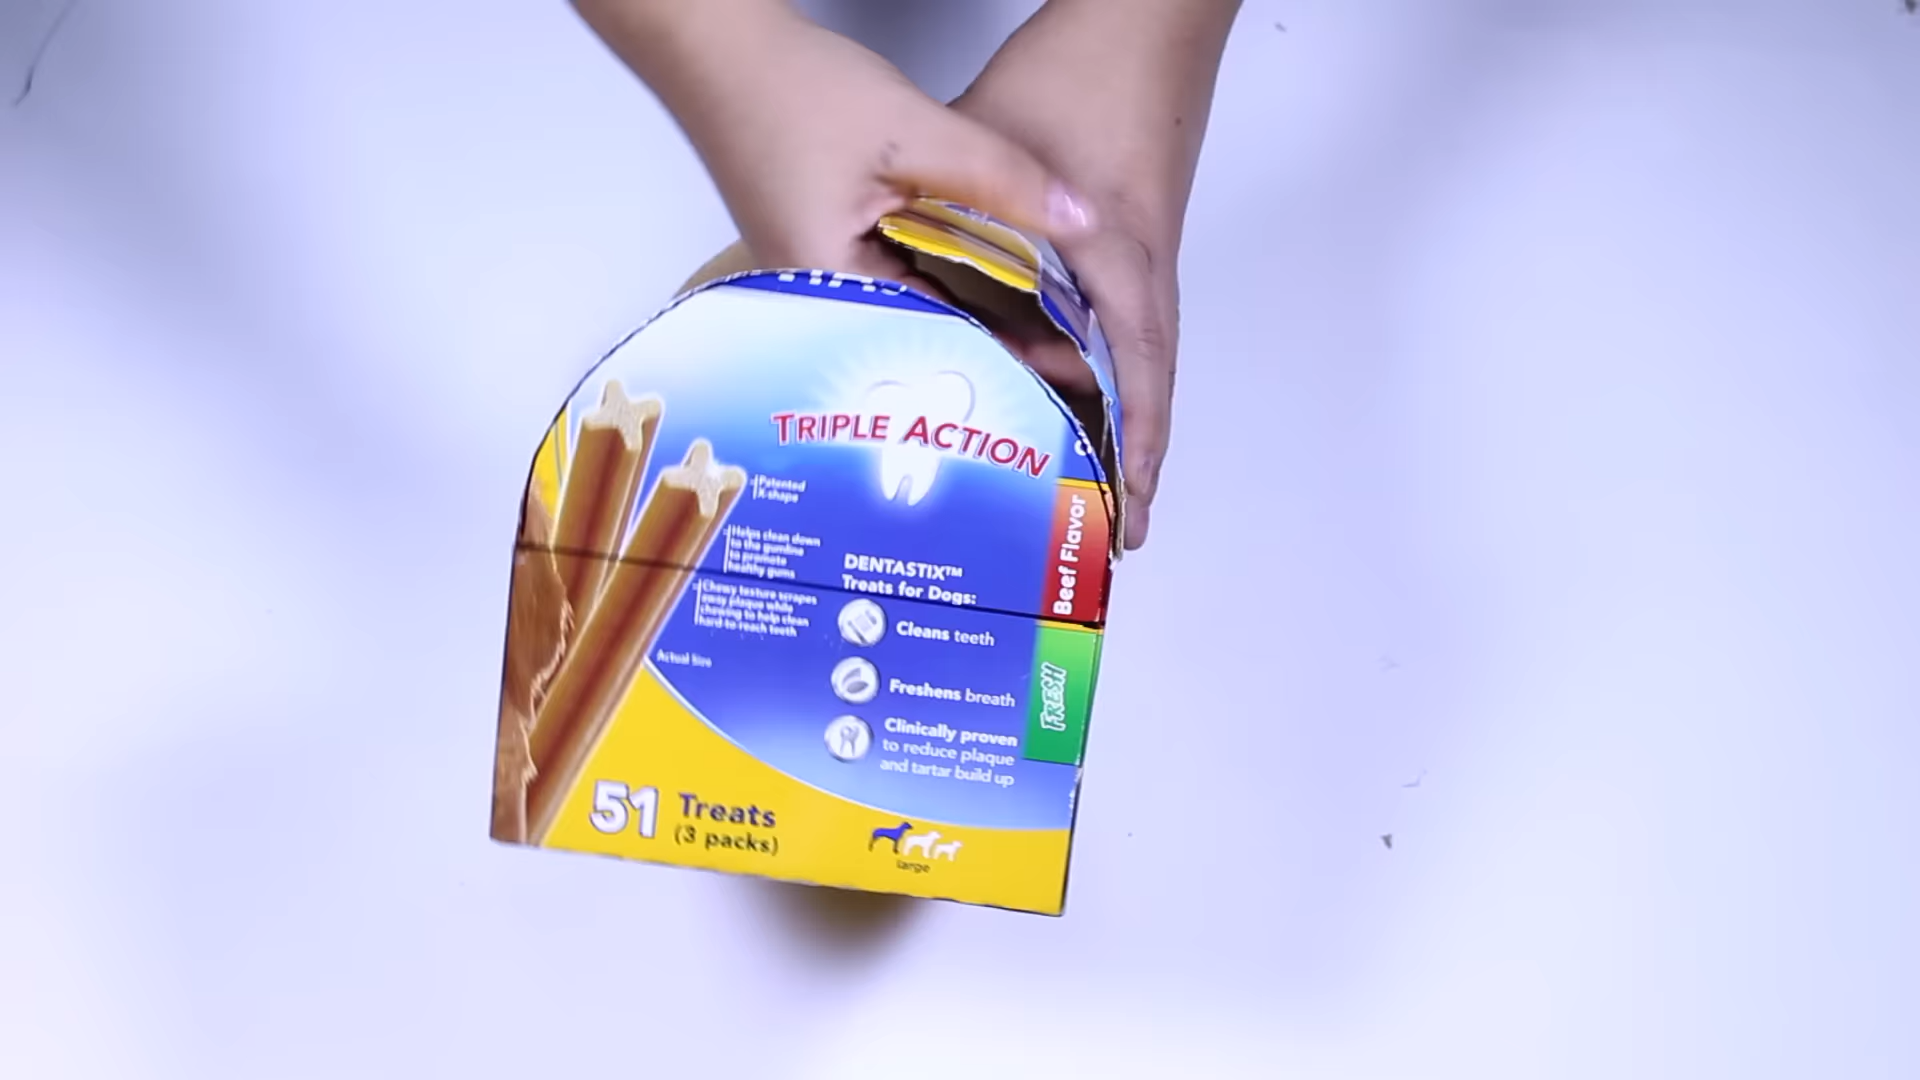 TRIPLE ACTION
Patented
X-shape
Helps clean down
to the gumline
to promote
healthy gums
Chewy texture scrapes
away plaque while
chewing to help clean
hard-to-reach teeth
Actual Size
DENTASTIX™
Treats for Dogs:
Cleans teeth
Freshens breath
Clinically proven
to reduce plaque
and tartar build up
Beef Flavor
FRESH
51 Treats
(3 packs)
large